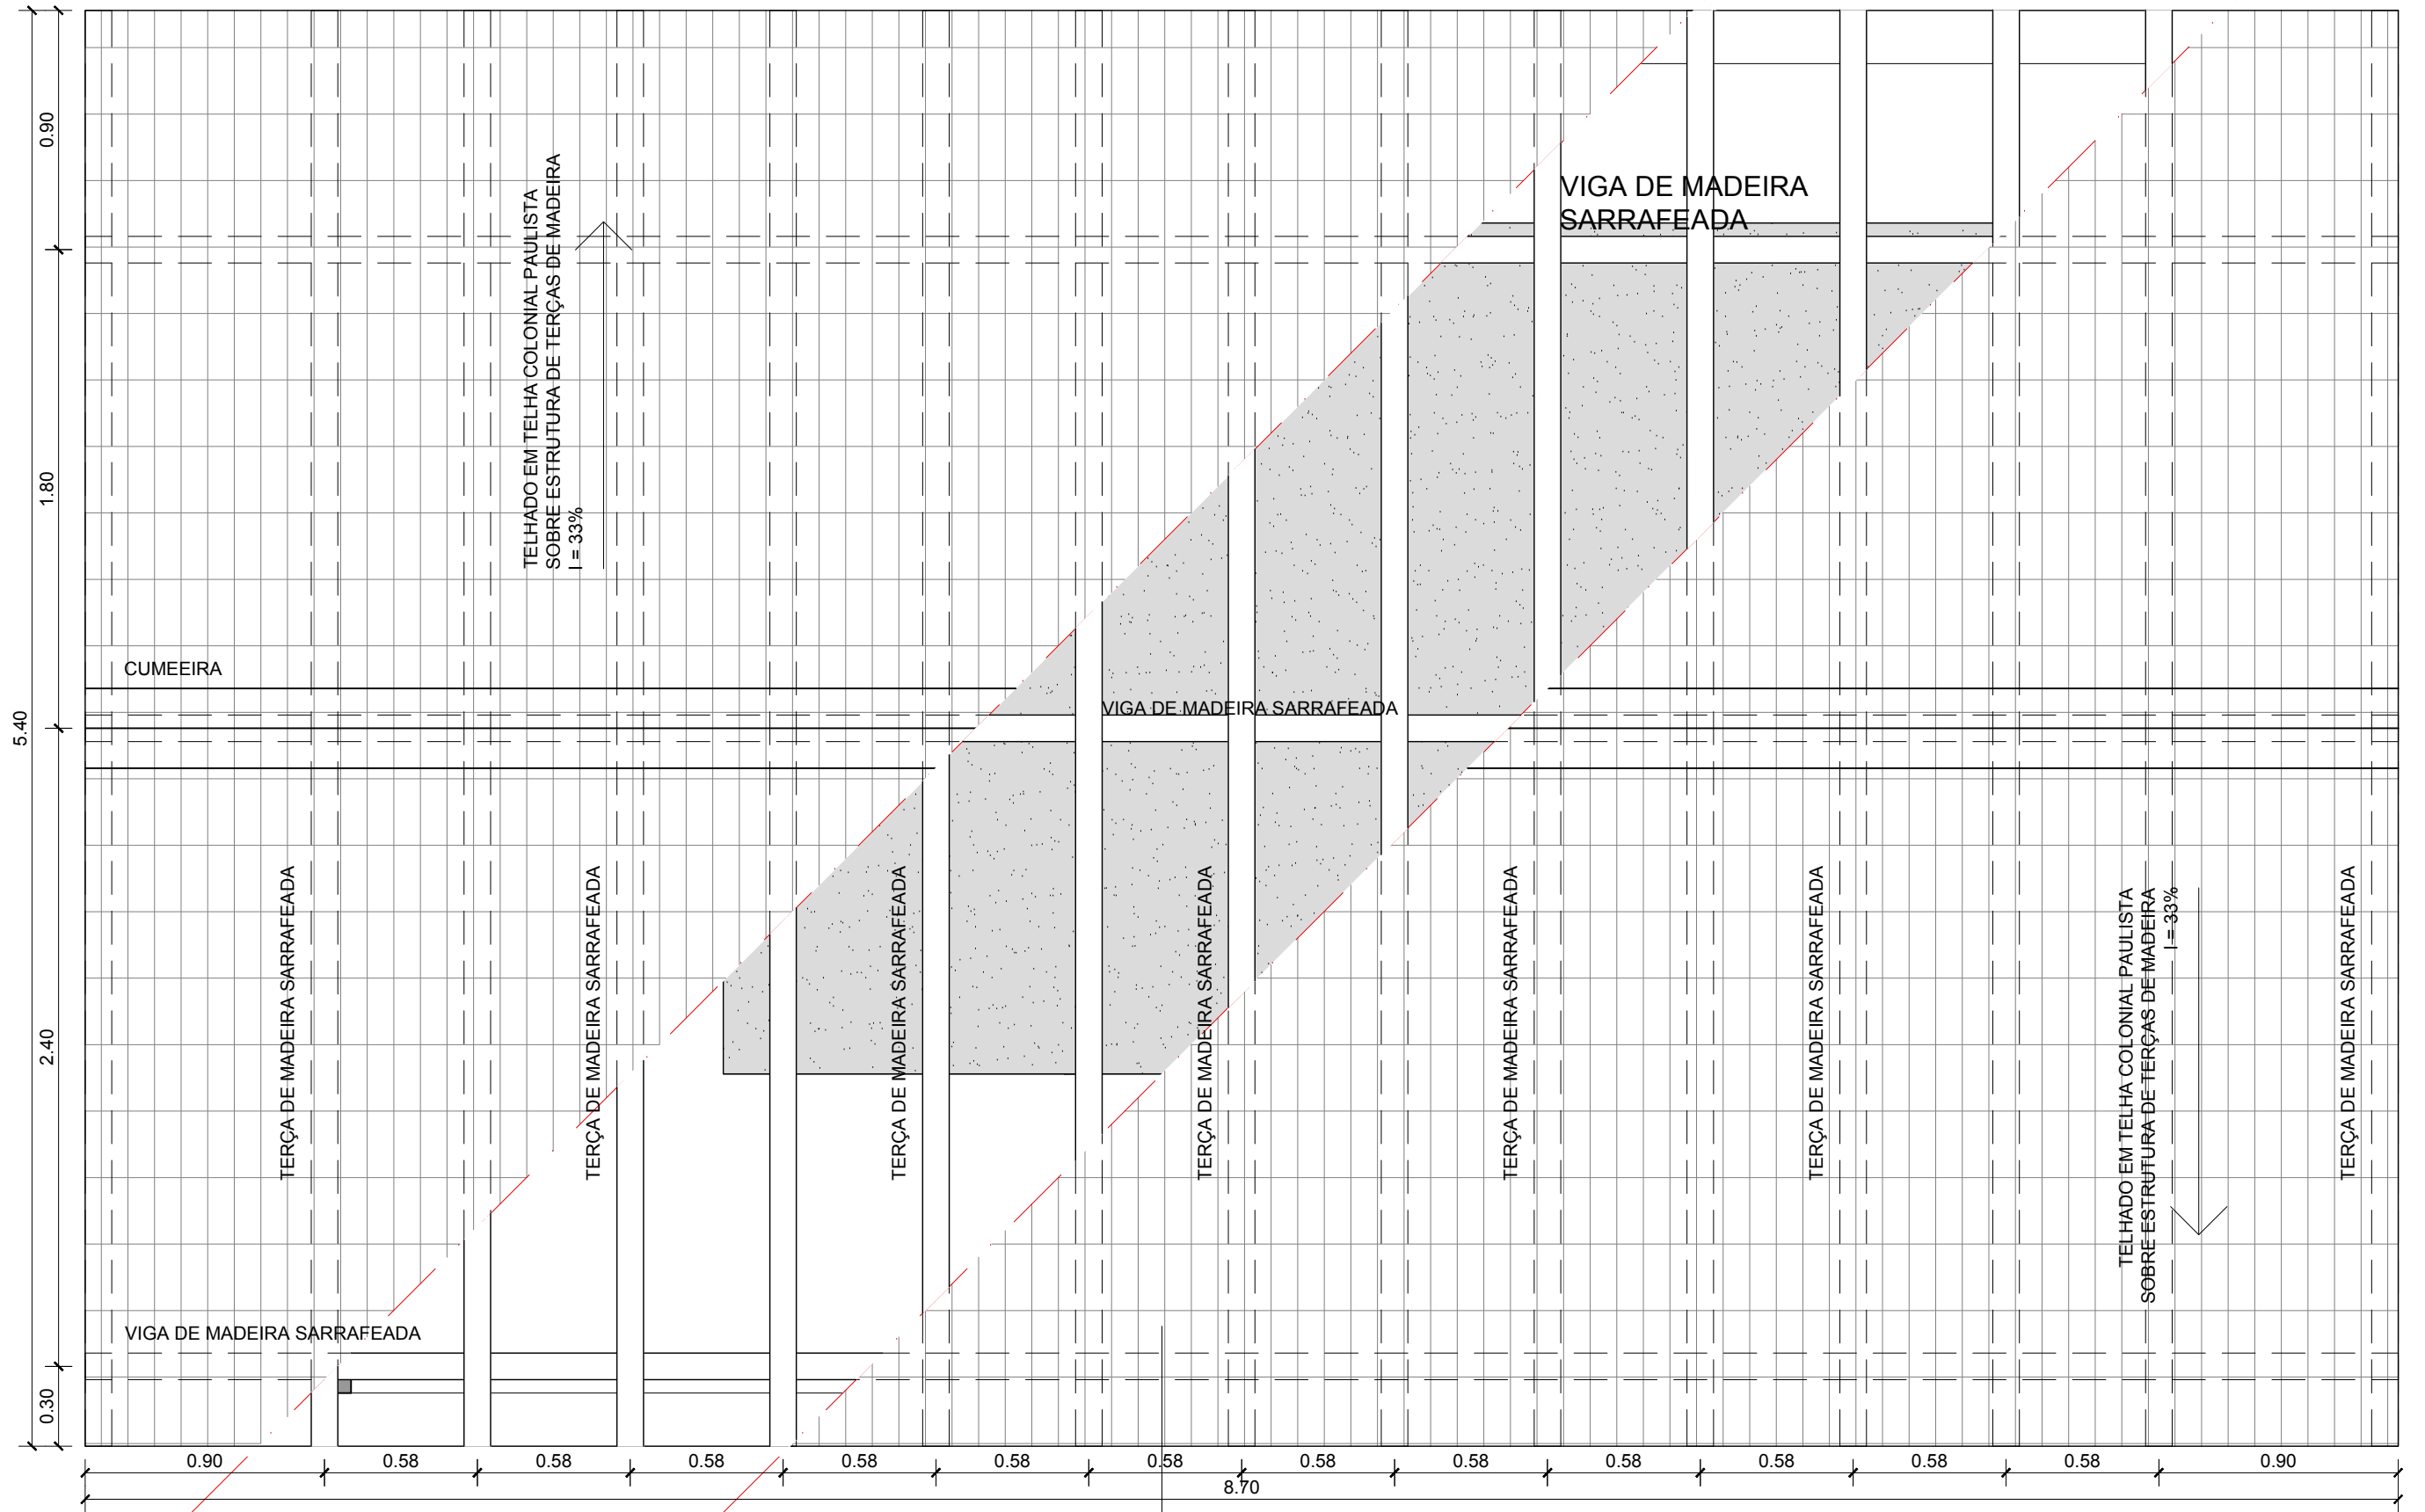 0.90
1.80
5.40
2.40
0.30
TELHADO EM TELHA COLONIAL PAULISTA
SOBRE ESTRUTURA DE TERÇAS DE MADEIRA
I = 33%
VIGA DE MADEIRA
SARRAFEADA
CUMEEIRA
VIGA DE MADEIRA SARRAFEADA
TERÇA DE MADEIRA SARRAFEADA
TERÇA DE MADEIRA SARRAFEADA
TERÇA DE MADEIRA SARRAFEADA
TERÇA DE MADEIRA SARRAFEADA
TERÇA DE MADEIRA SARRAFEADA
TERÇA DE MADEIRA SARRAFEADA
TELHADO EM TELHA COLONIAL PAULISTA
SOBRE ESTRUTURA DE TERÇAS DE MADEIRA
I = 33%
TERÇA DE MADEIRA SARRAFEADA
VIGA DE MADEIRA SARRAFEADA
0.90
0.58
0.58
0.58
0.58
0.58
0.58
0.58
0.58
0.58
0.58
0.58
0.58
0.90
8.70